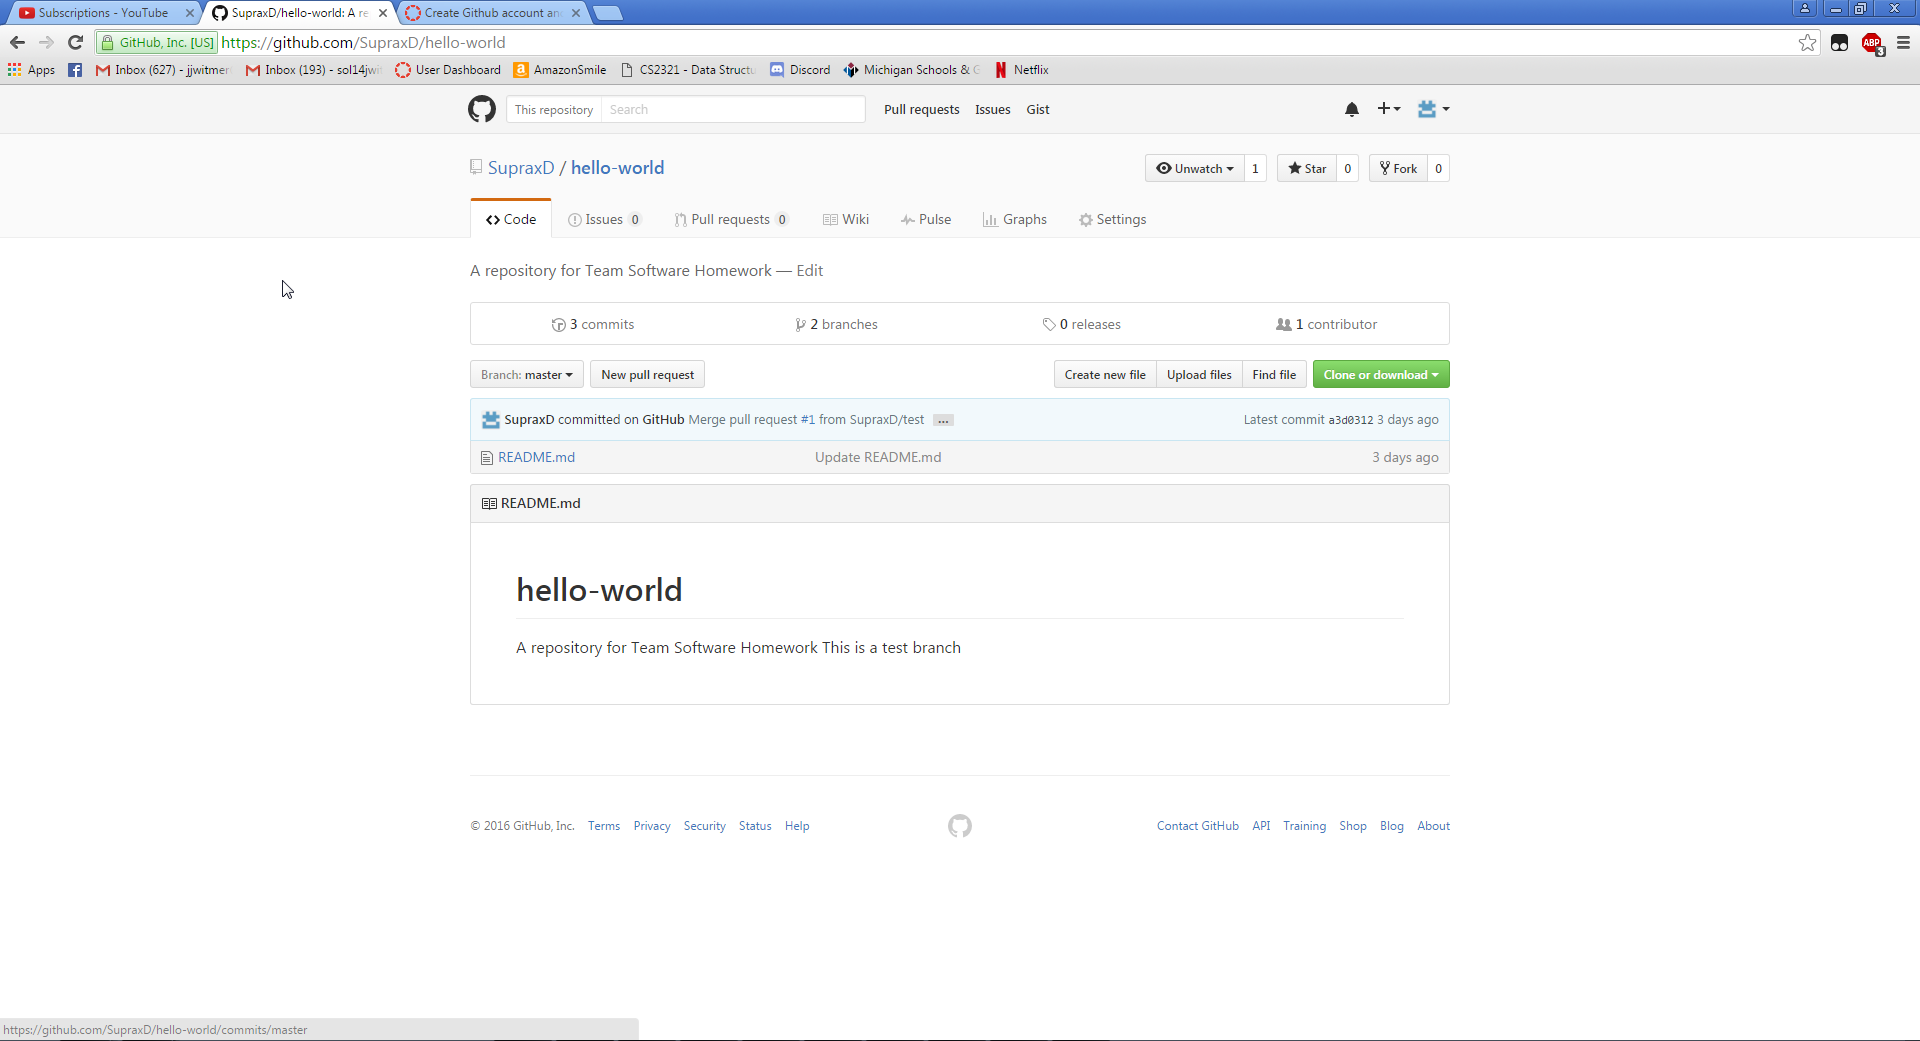 Subscriptions - YouTube
SupraxD/hello-world: A re
Create Github account an
GitHub, Inc. [US] https://github.com/SupraxD/hello-world
ABP 3
Apps Inbox (627) - jjwitmer Inbox (193) - sol14jwit User Dashboard AmazonSmile CS2321 - Data Structu Discord Michigan Schools & G Netflix
This repository Search Pull requests Issues Gist
SupraxD / hello-world Unwatch 1 Star 0 Fork 0
Code Issues 0 Pull requests 0 Wiki Pulse Graphs Settings
A repository for Team Software Homework — Edit
3 commits 2 branches 0 releases 1 contributor
Branch: master New pull request Create new file Upload files Find file Clone or download
SupraxD committed on GitHub Merge pull request #1 from SupraxD/test ... Latest commit a3d0312 3 days ago
README.md Update README.md 3 days ago
README.md
hello-world
A repository for Team Software Homework This is a test branch
© 2016 GitHub, Inc. Terms Privacy Security Status Help Contact GitHub API Training Shop Blog About
https://github.com/SupraxD/hello-world/commits/master